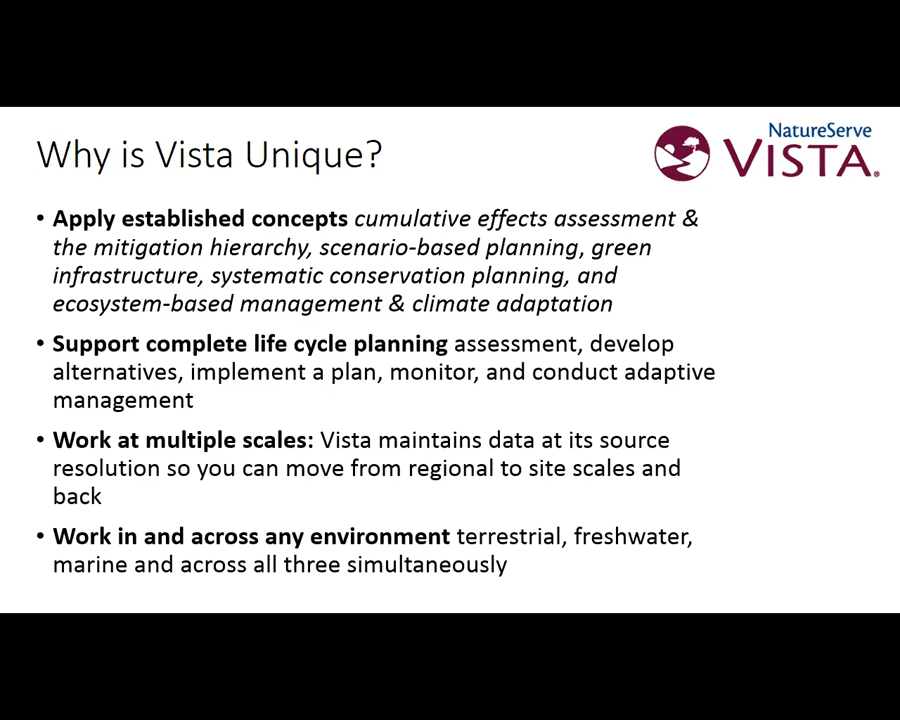 Why is Vista Unique?
NatureServe
VISTA®
• Apply established concepts cumulative effects assessment &
the mitigation hierarchy, scenario-based planning, green
infrastructure, systematic conservation planning, and
ecosystem-based management & climate adaptation
• Support complete life cycle planning assessment, develop
alternatives, implement a plan, monitor, and conduct adaptive
management
• Work at multiple scales: Vista maintains data at its source
resolution so you can move from regional to site scales and
back
• Work in and across any environment terrestrial, freshwater,
marine and across all three simultaneously